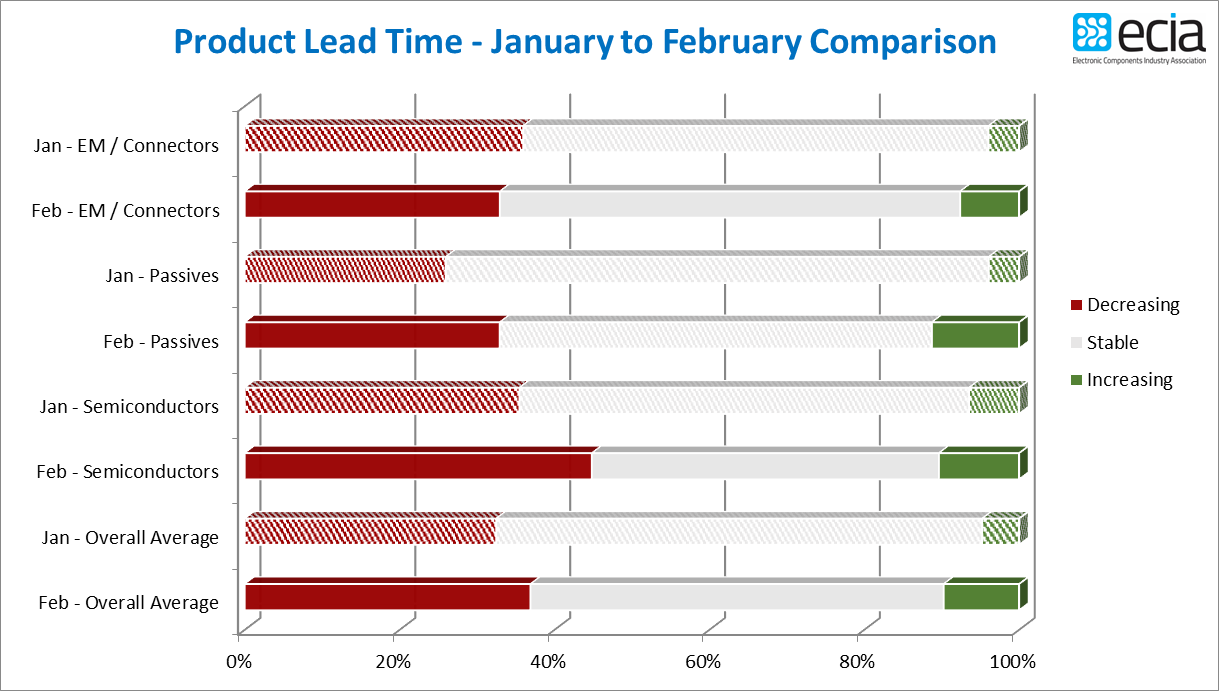 Product Lead Time - January to February Comparison
ecia
Electronic Components Industry Association
Jan - EM / Connectors
Feb - EM / Connectors
Jan - Passives
Feb - Passives
Jan - Semiconductors
Feb - Semiconductors
Jan - Overall Average
Feb - Overall Average
Decreasing
Stable
Increasing
0% 20% 40% 60% 80% 100%